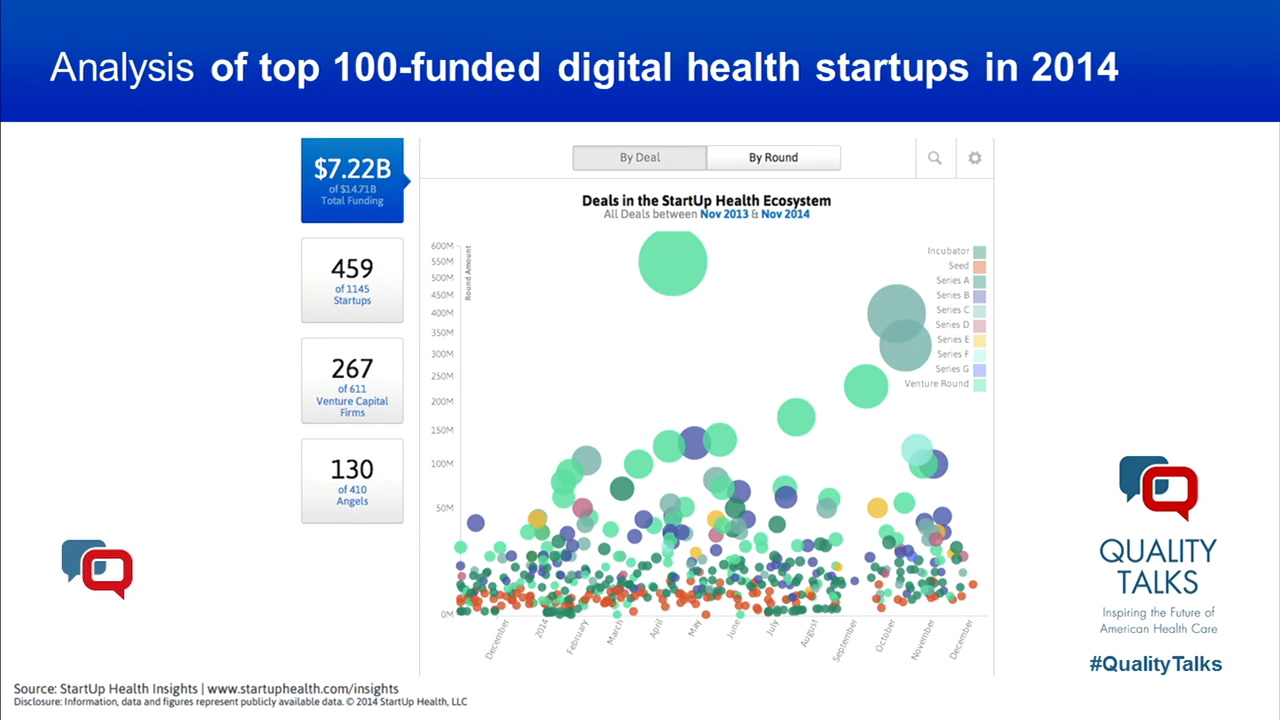 Analysis of top 100-funded digital health startups in 2014
$7.22B
of $14.71B
Total Funding
459
of 1145
Startups
267
of 611
Venture Capital
Firms
130
of 410
Angels
By Deal
By Round
Deals in the StartUp Health Ecosystem
All Deals between Nov 2013 & Nov 2014
Round Amount
600M
550M
500M
450M
400M
350M
300M
250M
200M
150M
100M
50M
0M
Incubator
Seed
Series A
Series B
Series C
Series D
Series E
Series F
Series G
Venture Round
December
2014
February
March
April
May
June
July
August
September
October
November
December
QUALITY
TALKS
Inspiring the Future of
American Health Care
#QualityTalks
Source: StartUp Health Insights | www.startuphealth.com/insights
Disclosure: Information, data and figures represent publicly available data. © 2014 StartUp Health, LLC